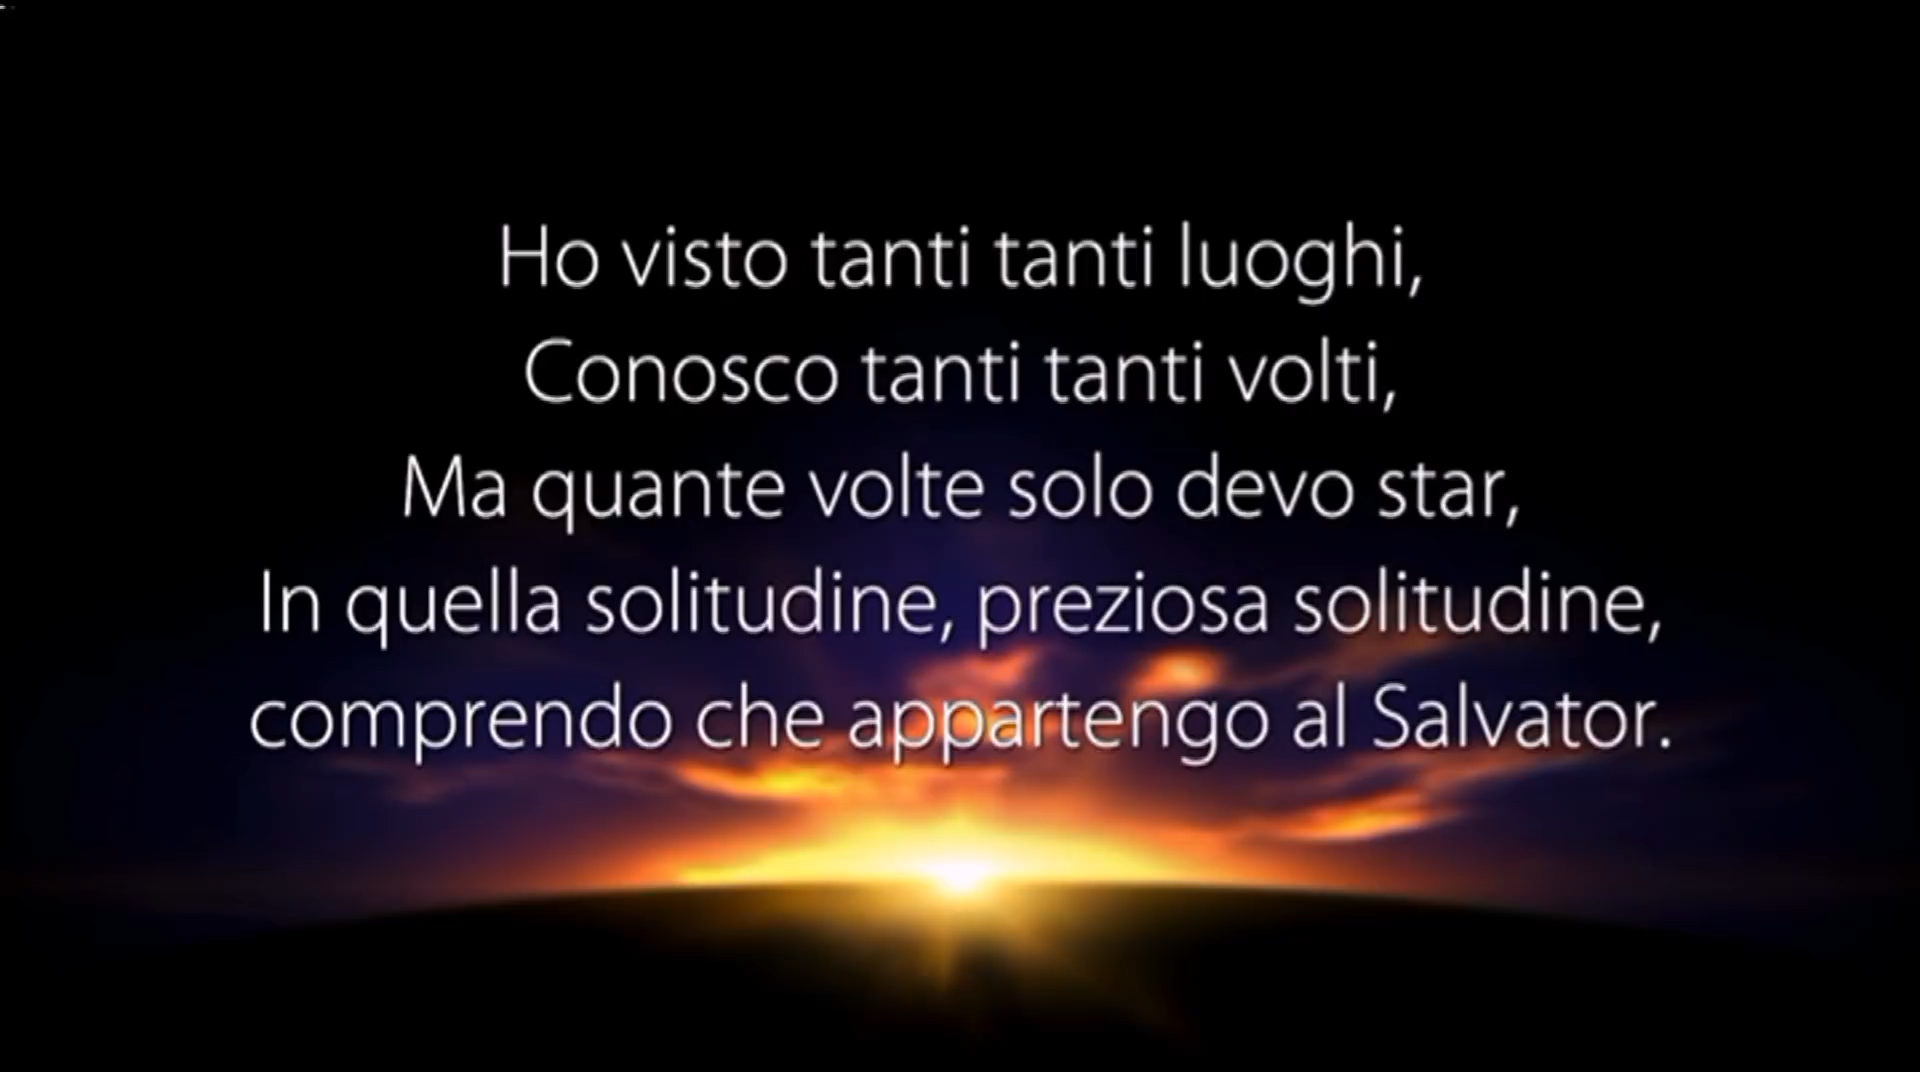 Ho visto tanti tanti luoghi,
Conosco tanti tanti volti,
Ma quante volte solo devo star,
In quella solitudine, preziosa solitudine,
comprendo che appartengo al Salvator.